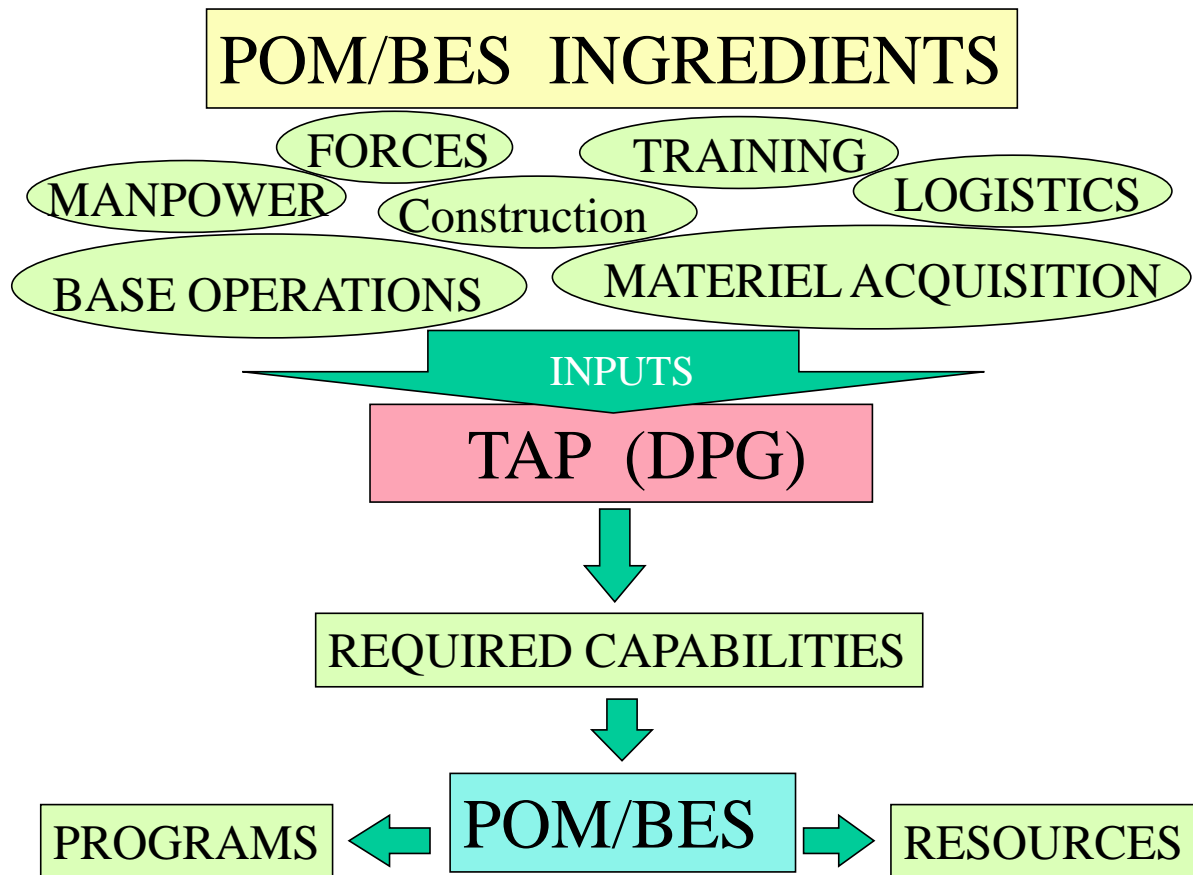 POM/BES INGREDIENTS
FORCES
TRAINING
MANPOWER
Construction
LOGISTICS
BASE OPERATIONS
MATERIEL ACQUISITION
INPUTS
TAP (DPG)
REQUIRED CAPABILITIES
PROGRAMS
POM/BES
RESOURCES